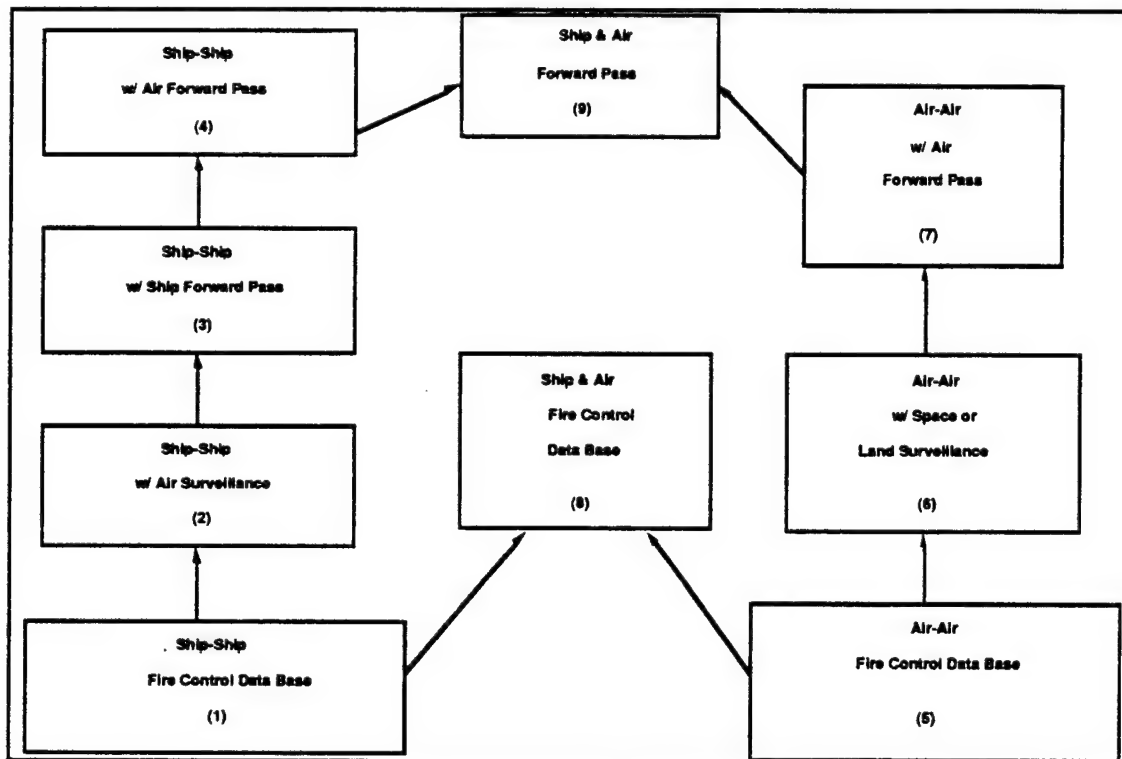 Ship-Ship
w/ Air Forward Pass
(4)
Ship & Air
Forward Pass
(9)
Air-Air
w/ Air
Forward Pass
(7)
Ship-Ship
w/ Ship Forward Pass
(3)
Ship & Air
Fire Control
Data Base
(8)
Air-Air
w/ Space or
Land Surveillance
(6)
Ship-Ship
w/ Air Surveillance
(2)
Ship-Ship
Fire Control Data Base
(1)
Air-Air
Fire Control Data Base
(5)